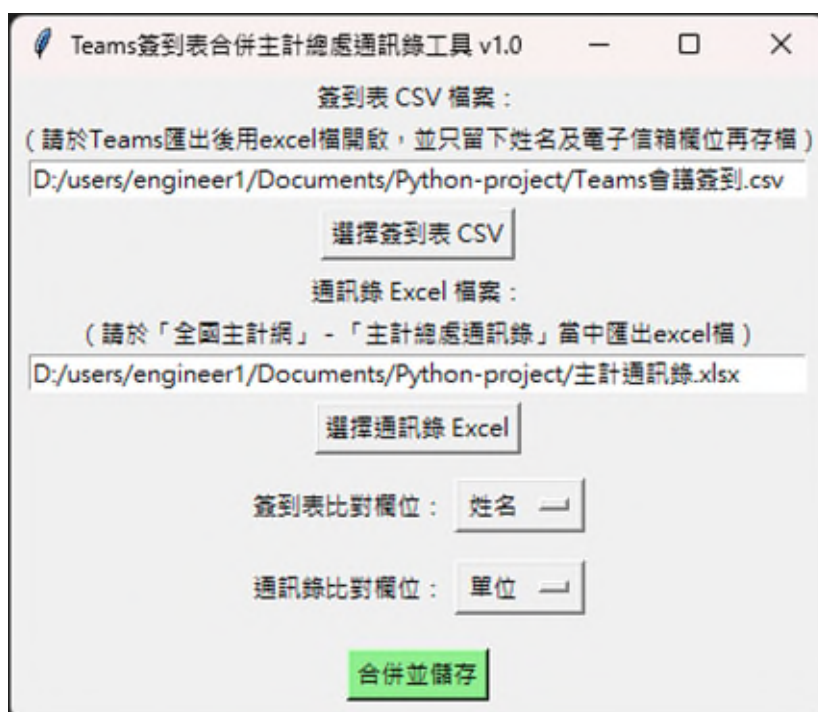 Teams簽到表合併主計總處通訊錄工具 v1.0
簽到表 CSV 檔案：
（請於Teams匯出後用excel檔開啟，並只留下姓名及電子信箱欄位再存檔）
D:/users/engineer1/Documents/Python-project/Teams會議簽到.csv
選擇簽到表 CSV
通訊錄 Excel 檔案：
（請於「全國主計網」-「主計總處通訊錄」當中匯出excel檔）
D:/users/engineer1/Documents/Python-project/主計通訊錄.xlsx
選擇通訊錄 Excel
簽到表比對欄位： 姓名
通訊錄比對欄位： 單位
合併並儲存